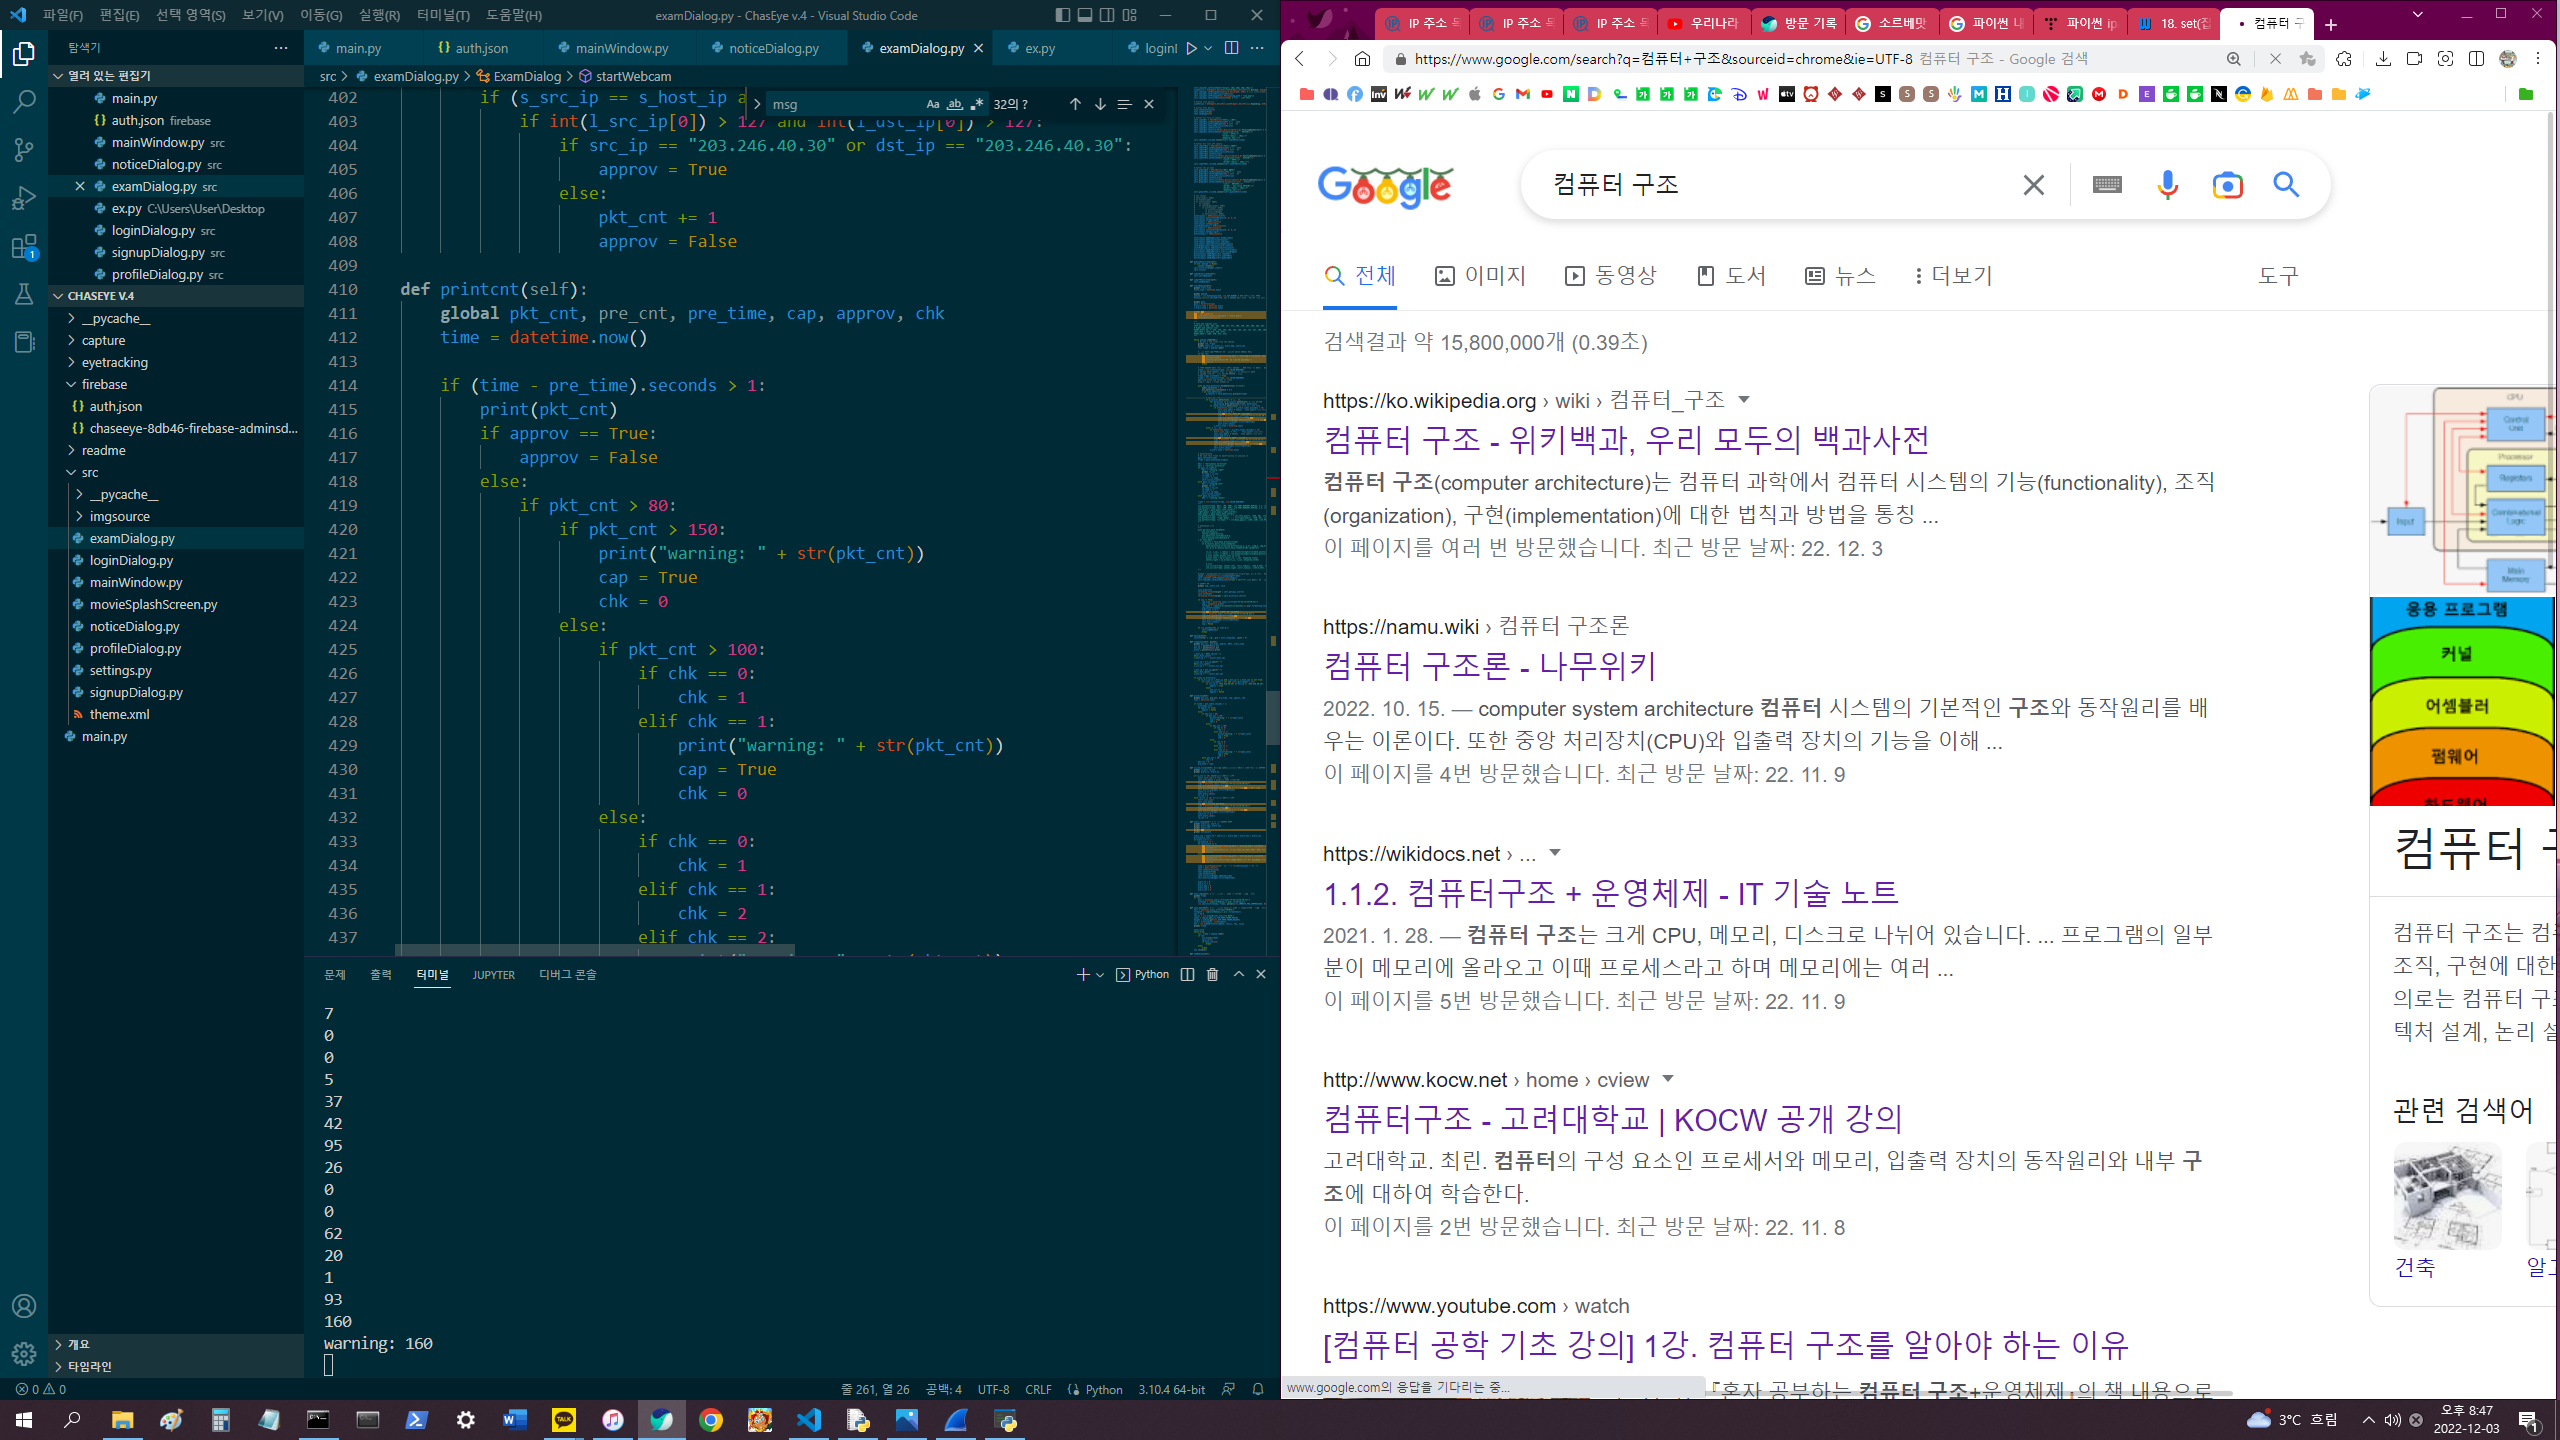 파일(F) 편집(E) 선택 영역(S) 보기(V) 이동(G) 실행(R) 터미널(T) 도움말(H)
examDialog.py - ChasEye v.4 - Visual Studio Code
탐색기
열려 있는 편집기
main.py
auth.json firebase
mainWindow.py src
noticeDialog.py src
examDialog.py src
ex.py C:\Users\User\Desktop
loginDialog.py src
signupDialog.py src
profileDialog.py src
CHASEYE V.4
__pycache__
capture
eyetracking
firebase
auth.json
chaseeye-8db46-firebase-adminsd...
readme
src
__pycache__
imgsource
examDialog.py
loginDialog.py
mainWindow.py
movieSplashScreen.py
noticeDialog.py
profileDialog.py
settings.py
signupDialog.py
theme.xml
main.py
개요
타임라인
main.py auth.json mainWindow.py noticeDialog.py examDialog.py ex.py loginI
src > examDialog.py > ExamDialog > startWebcam
msg Aa ab 32의 ?
402 if (s_src_ip == s_host_ip a
403 if int(l_src_ip[0]) > 127 and int(l_dst_ip[0]) > 127:
404 if src_ip == "203.246.40.30" or dst_ip == "203.246.40.30":
405 approv = True
406 else:
407 pkt_cnt += 1
408 approv = False
409
410 def printcnt(self):
411 global pkt_cnt, pre_cnt, pre_time, cap, approv, chk
412 time = datetime.now()
413
414 if (time - pre_time).seconds > 1:
415 print(pkt_cnt)
416 if approv == True:
417 approv = False
418 else:
419 if pkt_cnt > 80:
420 if pkt_cnt > 150:
421 print("warning: " + str(pkt_cnt))
422 cap = True
423 chk = 0
424 else:
425 if pkt_cnt > 100:
426 if chk == 0:
427 chk = 1
428 elif chk == 1:
429 print("warning: " + str(pkt_cnt))
430 cap = True
431 chk = 0
432 else:
433 if chk == 0:
434 chk = 1
435 elif chk == 1:
436 chk = 2
437 elif chk == 2:
문제 출력 터미널 JUPYTER 디버그 콘솔 Python
7
0
0
5
37
42
95
26
0
0
62
20
1
93
160
warning: 160
0 0
줄 261, 열 26 공백: 4 UTF-8 CRLF Python 3.10.4 64-bit
IP 주소 IP 주소 IP 주소 우리나라 방문 기록 소르베맛 파이썬 파이썬 ip 18. set(집 컴퓨터
https://www.google.com/search?q=컴퓨터+구조&sourceid=chrome&ie=UTF-8 컴퓨터 구조 - Google 검색
Google
컴퓨터 구조
전체 이미지 동영상 도서 뉴스 더보기 도구
검색결과 약 15,800,000개 (0.39초)
https://ko.wikipedia.org › wiki › 컴퓨터_구조
컴퓨터 구조 - 위키백과, 우리 모두의 백과사전
컴퓨터 구조(computer architecture)는 컴퓨터 과학에서 컴퓨터 시스템의 기능(functionality), 조직
(organization), 구현(implementation)에 대한 법칙과 방법을 통칭 ...
이 페이지를 여러 번 방문했습니다. 최근 방문 날짜: 22. 12. 3
https://namu.wiki › 컴퓨터 구조론
컴퓨터 구조론 - 나무위키
2022. 10. 15. — computer system architecture 컴퓨터 시스템의 기본적인 구조와 동작원리를 배
우는 이론이다. 또한 중앙 처리장치(CPU)와 입출력 장치의 기능을 이해 ...
이 페이지를 4번 방문했습니다. 최근 방문 날짜: 22. 11. 9
https://wikidocs.net › ...
1.1.2. 컴퓨터구조 + 운영체제 - IT 기술 노트
2021. 1. 28. — 컴퓨터 구조는 크게 CPU, 메모리, 디스크로 나뉘어 있습니다. ... 프로그램의 일부
분이 메모리에 올라오고 이때 프로세스라고 하며 메모리에는 여러 ...
이 페이지를 5번 방문했습니다. 최근 방문 날짜: 22. 11. 9
http://www.kocw.net › home › cview
컴퓨터구조 - 고려대학교 | KOCW 공개 강의
고려대학교. 최린. 컴퓨터의 구성 요소인 프로세서와 메모리, 입출력 장치의 동작원리와 내부 구
조에 대하여 학습한다.
이 페이지를 2번 방문했습니다. 최근 방문 날짜: 22. 11. 8
https://www.youtube.com › watch
[컴퓨터 공학 기초 강의] 1강. 컴퓨터 구조를 알아야 하는 이유
『혼자 공부하는 컴퓨터 구조+운영체제』의 책 내용으로
www.google.com의 응답을 기다리는 중...
CPU
Control Unit
Processor
Registers
Combinational Logic
Input
Main Memory
응용 프로그램
커널
어셈블러
펌웨어
하드웨어
컴퓨터
컴퓨터 구조는
조직, 구현에 대한
의로는 컴퓨터
텍처 설계, 논리
관련 검색어
건축
TALK
3°C 흐림
오후 8:47
2022-12-03
1